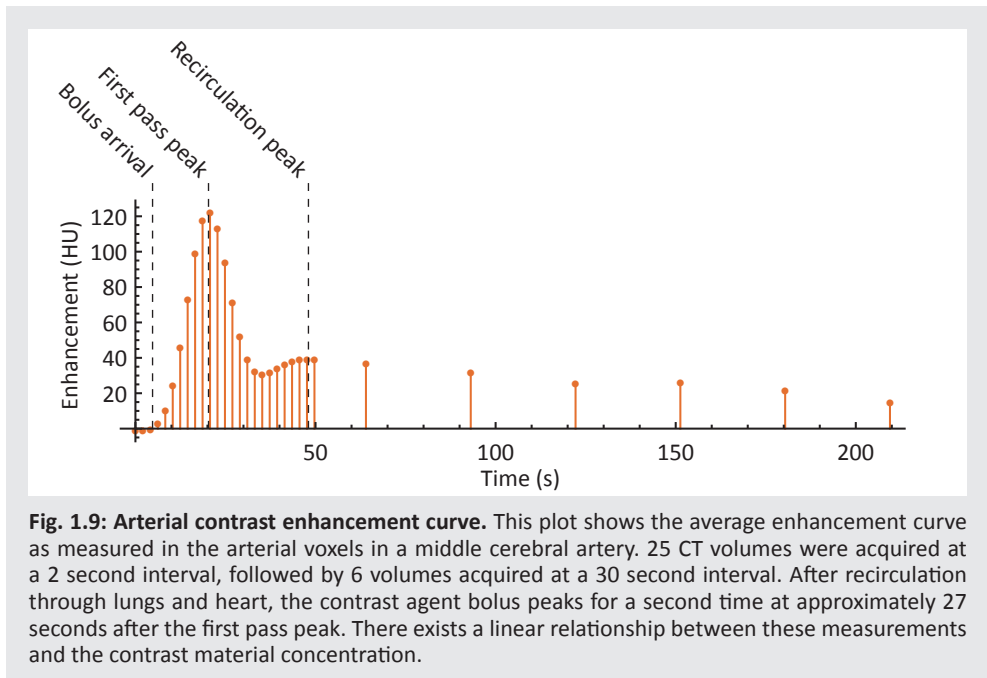 Recirculation peak
First pass peak
Bolus arrival
Enhancement (HU)
120
100
80
60
40
20
50
100
150
200
Time (s)
Fig. 1.9: Arterial contrast enhancement curve. This plot shows the average enhancement curve
as measured in the arterial voxels in a middle cerebral artery. 25 CT volumes were acquired at
a 2 second interval, followed by 6 volumes acquired at a 30 second interval. After recirculation
through lungs and heart, the contrast agent bolus peaks for a second time at approximately 27
seconds after the first pass peak. There exists a linear relationship between these measurements
and the contrast material concentration.